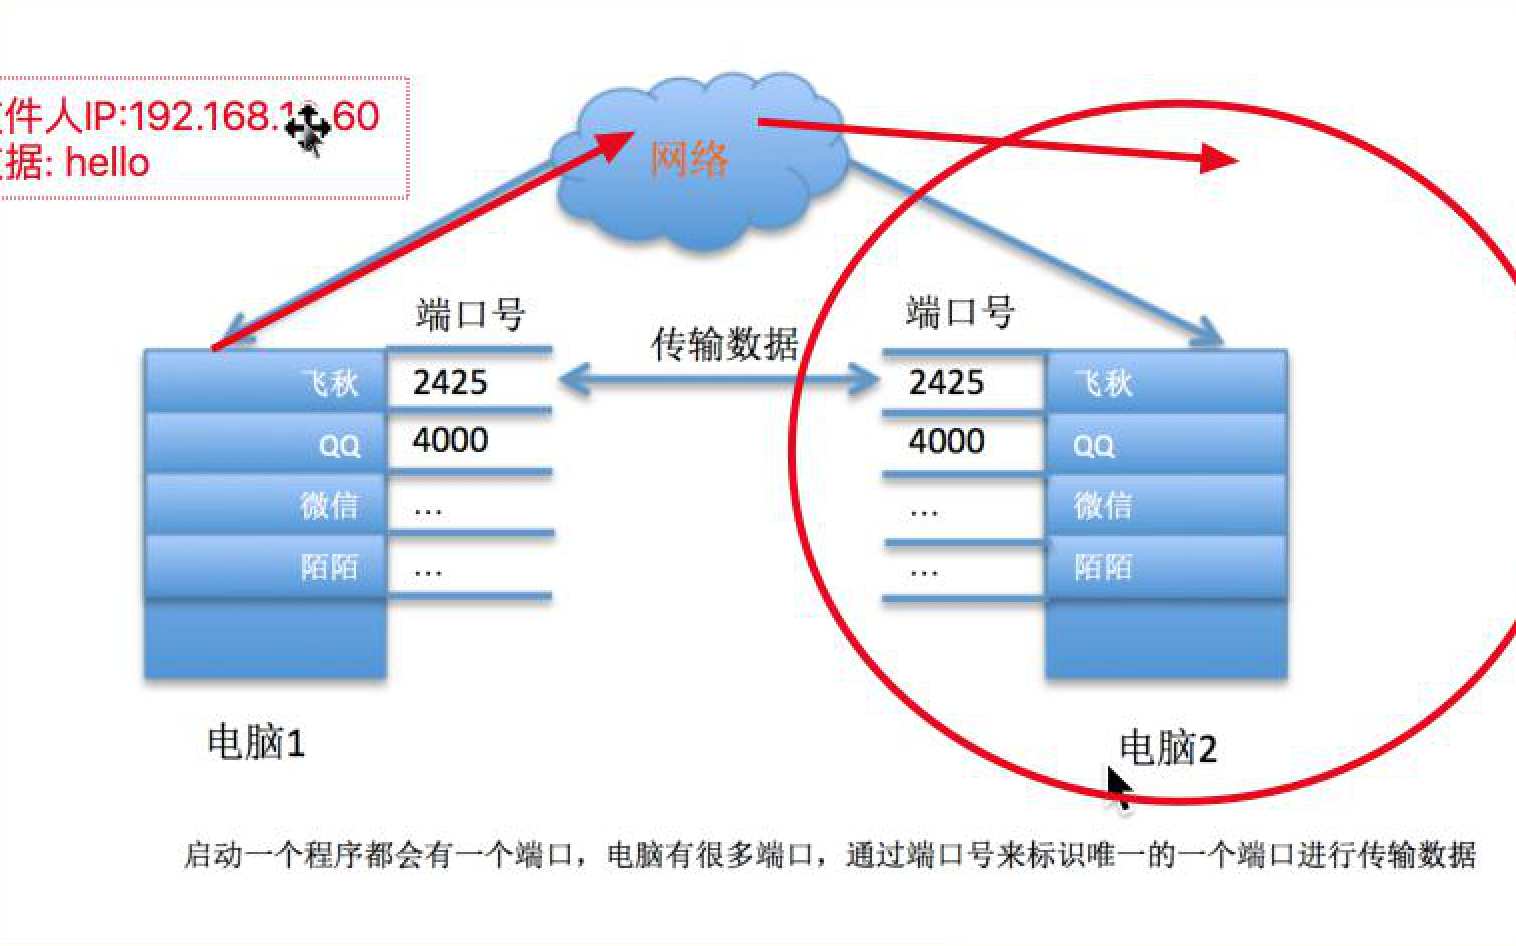 件人IP:192.168.1 60
据: hello
网络
端口号
端口号
传输数据
飞秋
2425
2425
飞秋
QQ
4000
4000
QQ
微信
...
...
微信
陌陌
...
...
陌陌
电脑1
电脑2
启动一个程序都会有一个端口，电脑有很多端口，通过端口号来标识唯一的一个端口进行传输数据